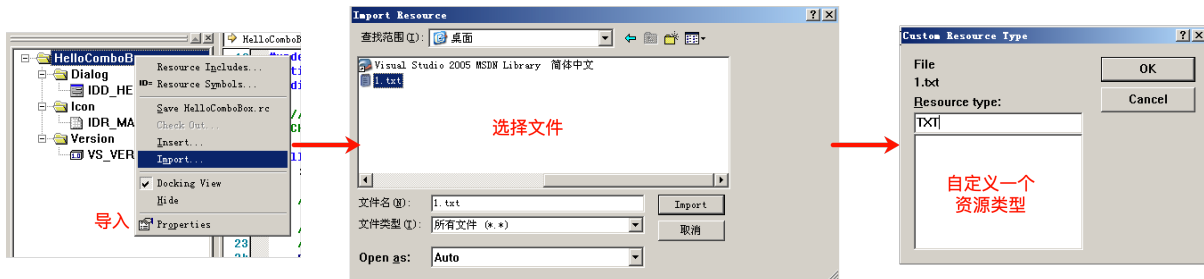 HelloComboB
Dialog
IDD_HE
Icon
IDR_MA
Version
VS_VER
Resource Includes...
ID= Resource Symbols...
Save HelloComboBox.rc
Check Out...
Insert...
Import...
Docking View
Hide
Properties
导入
HelloComboB
23
Import Resource
查找范围(I):
桌面
Visual Studio 2005 MSDN Library 简体中文
1.txt
选择文件
文件名(N):
1.txt
Import
文件类型(T):
所有文件 (*.*)
取消
Open as:
Auto
Custom Resource Type
File
1.txt
OK
Resource type:
Cancel
TXT
自定义一个
资源类型